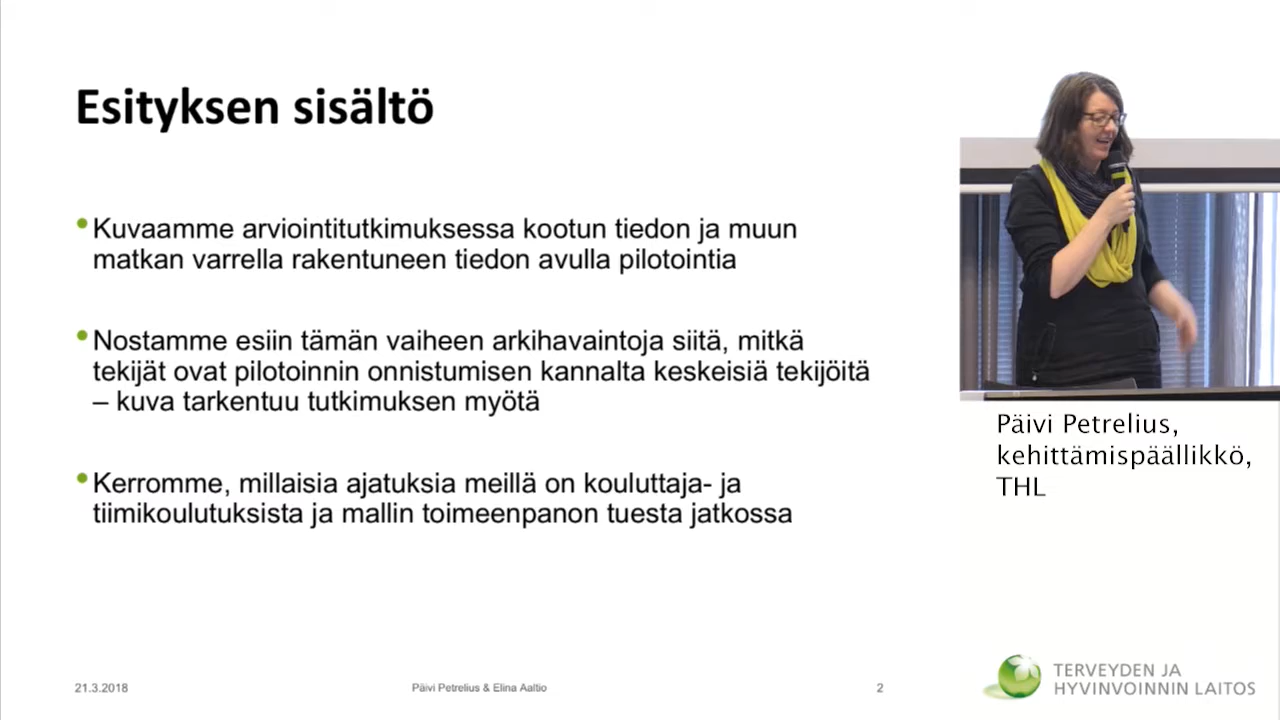 Esityksen sisältö
•Kuvaamme arviointitutkimuksessa kootun tiedon ja muun
matkan varrella rakentuneen tiedon avulla pilotointia
•Nostamme esiin tämän vaiheen arkihavaintoja siitä, mitkä
tekijät ovat pilotoinnin onnistumisen kannalta keskeisiä tekijöitä
– kuva tarkentuu tutkimuksen myötä
•Kerromme, millaisia ajatuksia meillä on kouluttaja- ja
tiimikoulutuksista ja mallin toimeenpanon tuesta jatkossa
Päivi Petrelius,
kehittämispäällikkö,
THL
21.3.2018
Päivi Petrelius & Elina Aaltio
2
TERVEYDEN JA
HYVINVOINNIN LAITOS